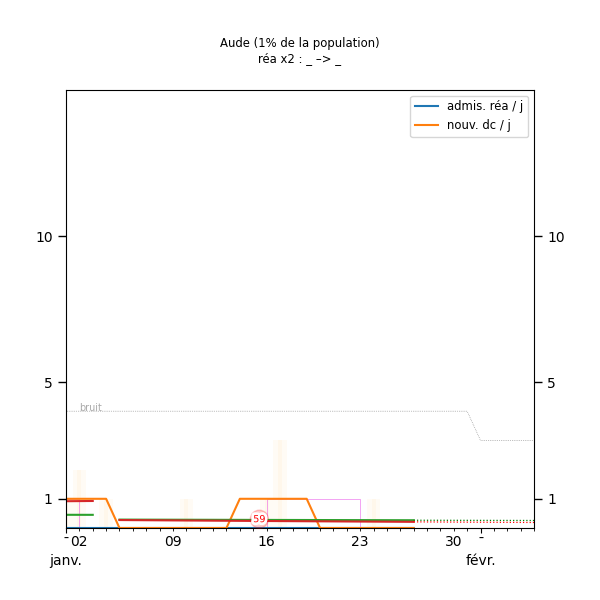 Aude (1% de la population)
réa x2 : _ –> _
admis. réa / j
nouv. dc / j
10 10
5 5
bruit
1 1
59
- 02 09 16 23 30 -
janv. févr.